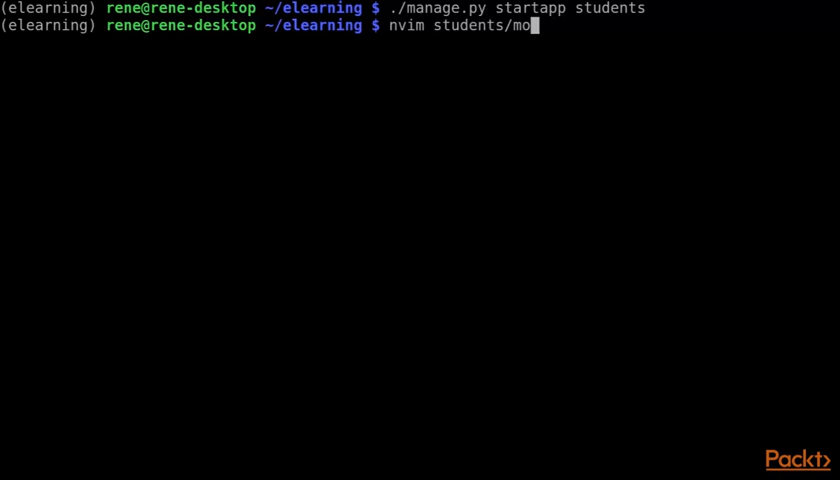 (elearning) rene@rene-desktop ~/elearning $ ./manage.py startapp students
(elearning) rene@rene-desktop ~/elearning $ nvim students/mo
Packt>